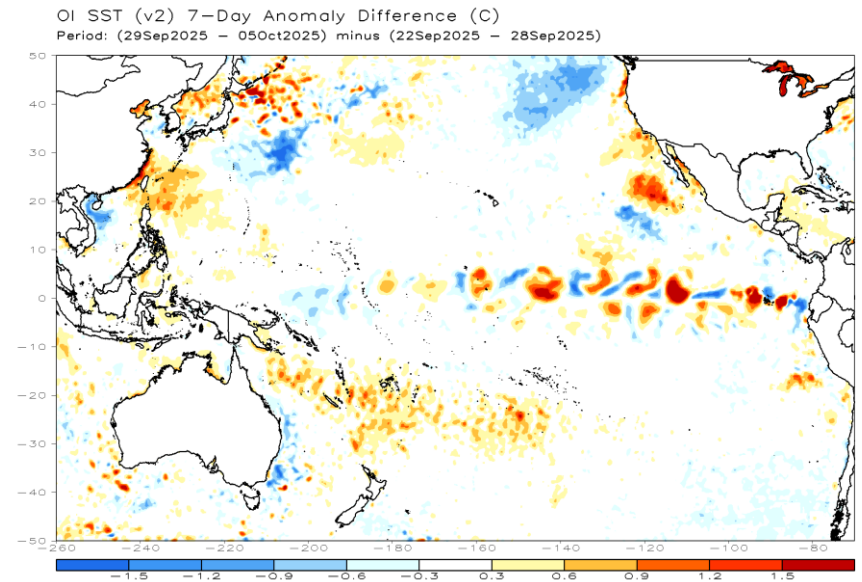 OI SST (v2) 7-Day Anomaly Difference (C)
Period: (29Sep2025 - 05Oct2025) minus (22Sep2025 - 28Sep2025)
50
40
30
20
10
0
-10
-20
-30
-40
-50
-260 -240 -220 -200 -180 -160 -140 -120 -100 -80
-1.5 -1.2 -0.9 -0.6 -0.3 0.3 0.6 0.9 1.2 1.5